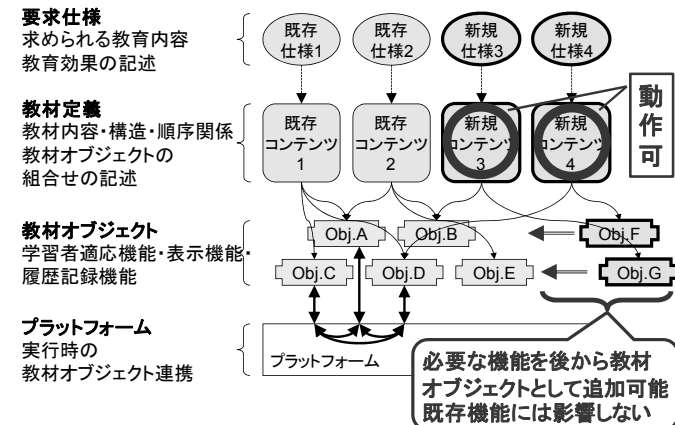 要求仕様
求められる教育内容
教育効果の記述
既存
仕様1
既存
仕様2
新規
仕様3
新規
仕様4
教材定義
教材内容・構造・順序関係
教材オブジェクトの
組合せの記述
既存
コンテンツ
1
既存
コンテンツ
2
新規
コンテンツ
3
新規
コンテンツ
4
動
作
可
教材オブジェクト
学習者適応機能・表示機能・
履歴記録機能
Obj.A
Obj.B
Obj.F
Obj.C
Obj.D
Obj.E
Obj.G
プラットフォーム
実行時の
教材オブジェクト連携
プラットフォーム
必要な機能を後から教材
オブジェクトとして追加可能
既存機能には影響しない